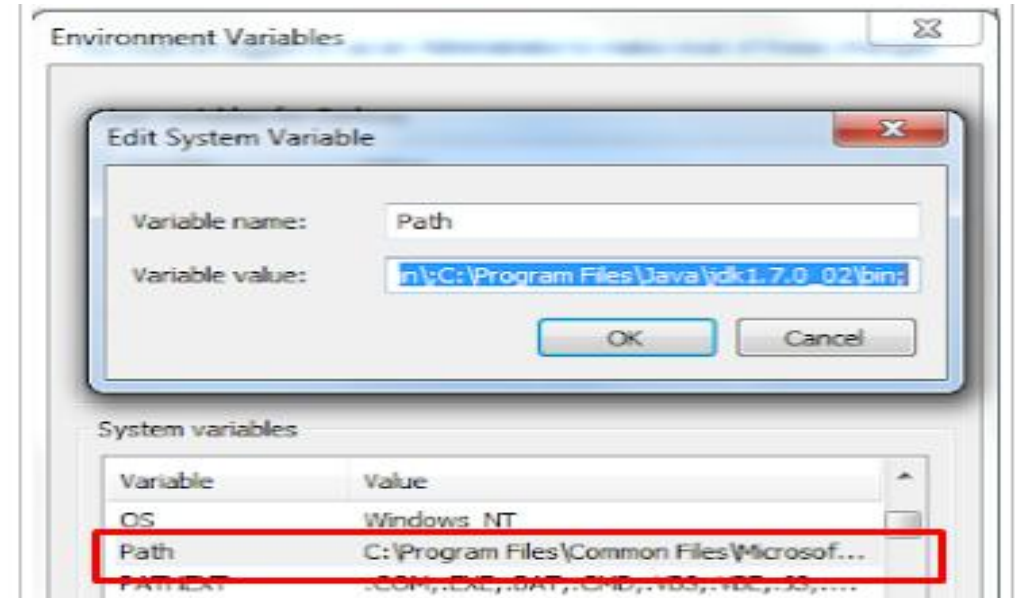 Environment Variables
Edit System Variable
Variable name:
Path
Variable value:
n\;C:\Program Files\Java\jdk1.7.0_02\bin;
OK
Cancel
System variables
Variable Value
OS Windows_NT
Path C:\Program Files\Common Files\Microsof...
PATHEXT .COM;.EXE;.BAT;.CMD;.VBS;.VBE;.JS;....